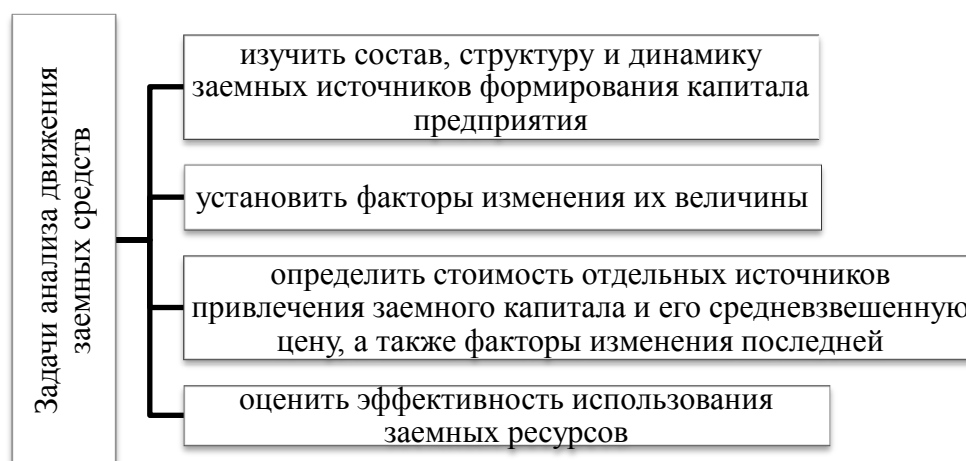 Задачи анализа движения
заемных средств
изучить состав, структуру и динамику
заемных источников формирования капитала
предприятия
установить факторы изменения их величины
определить стоимость отдельных источников
привлечения заемного капитала и его средневзвешенную
цену, а также факторы изменения последней
оценить эффективность использования
заемных ресурсов